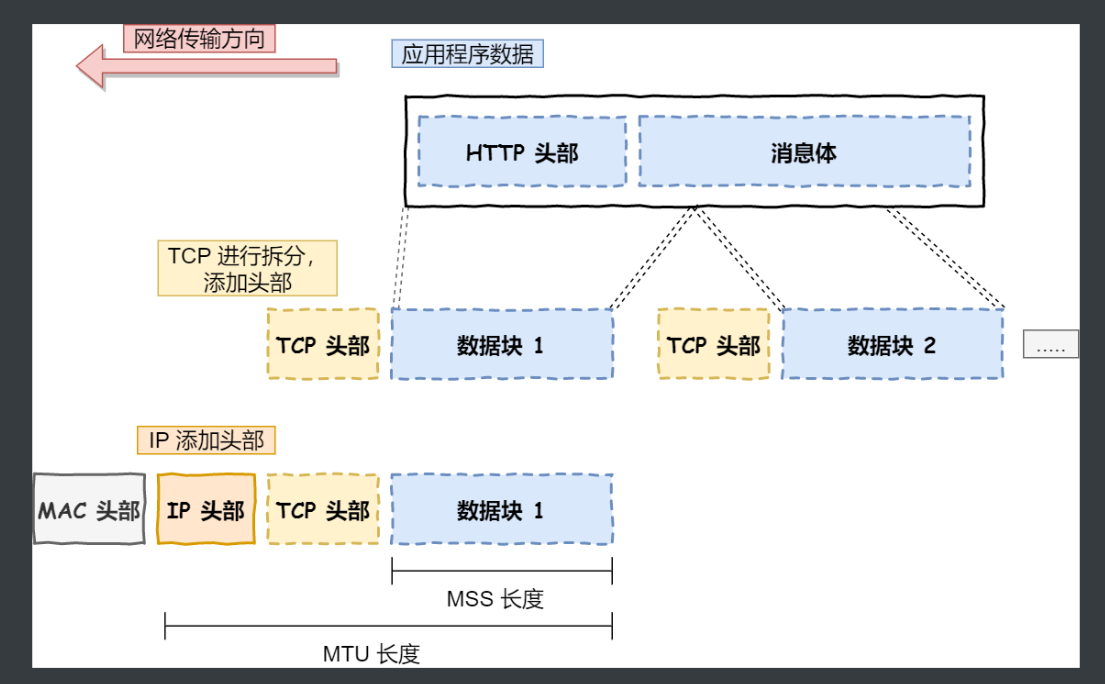 网络传输方向
应用程序数据
HTTP 头部
消息体
TCP 进行拆分，
添加头部
TCP 头部
数据块 1
TCP 头部
数据块 2
.....
IP 添加头部
MAC 头部
IP 头部
TCP 头部
数据块 1
MSS 长度
MTU 长度